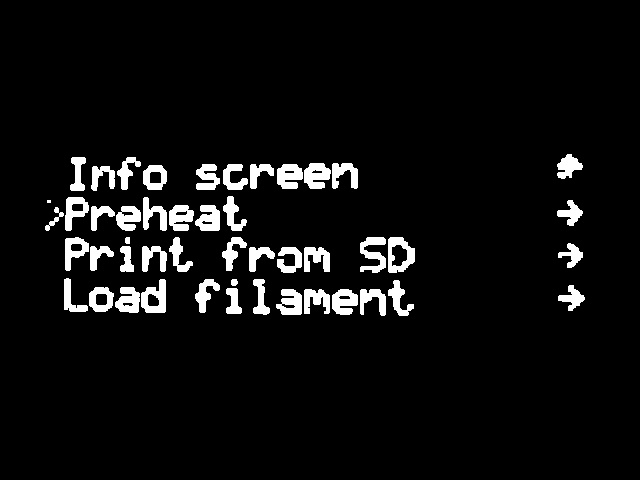 Info screen
>Preheat →
Print from SD →
Load filament →